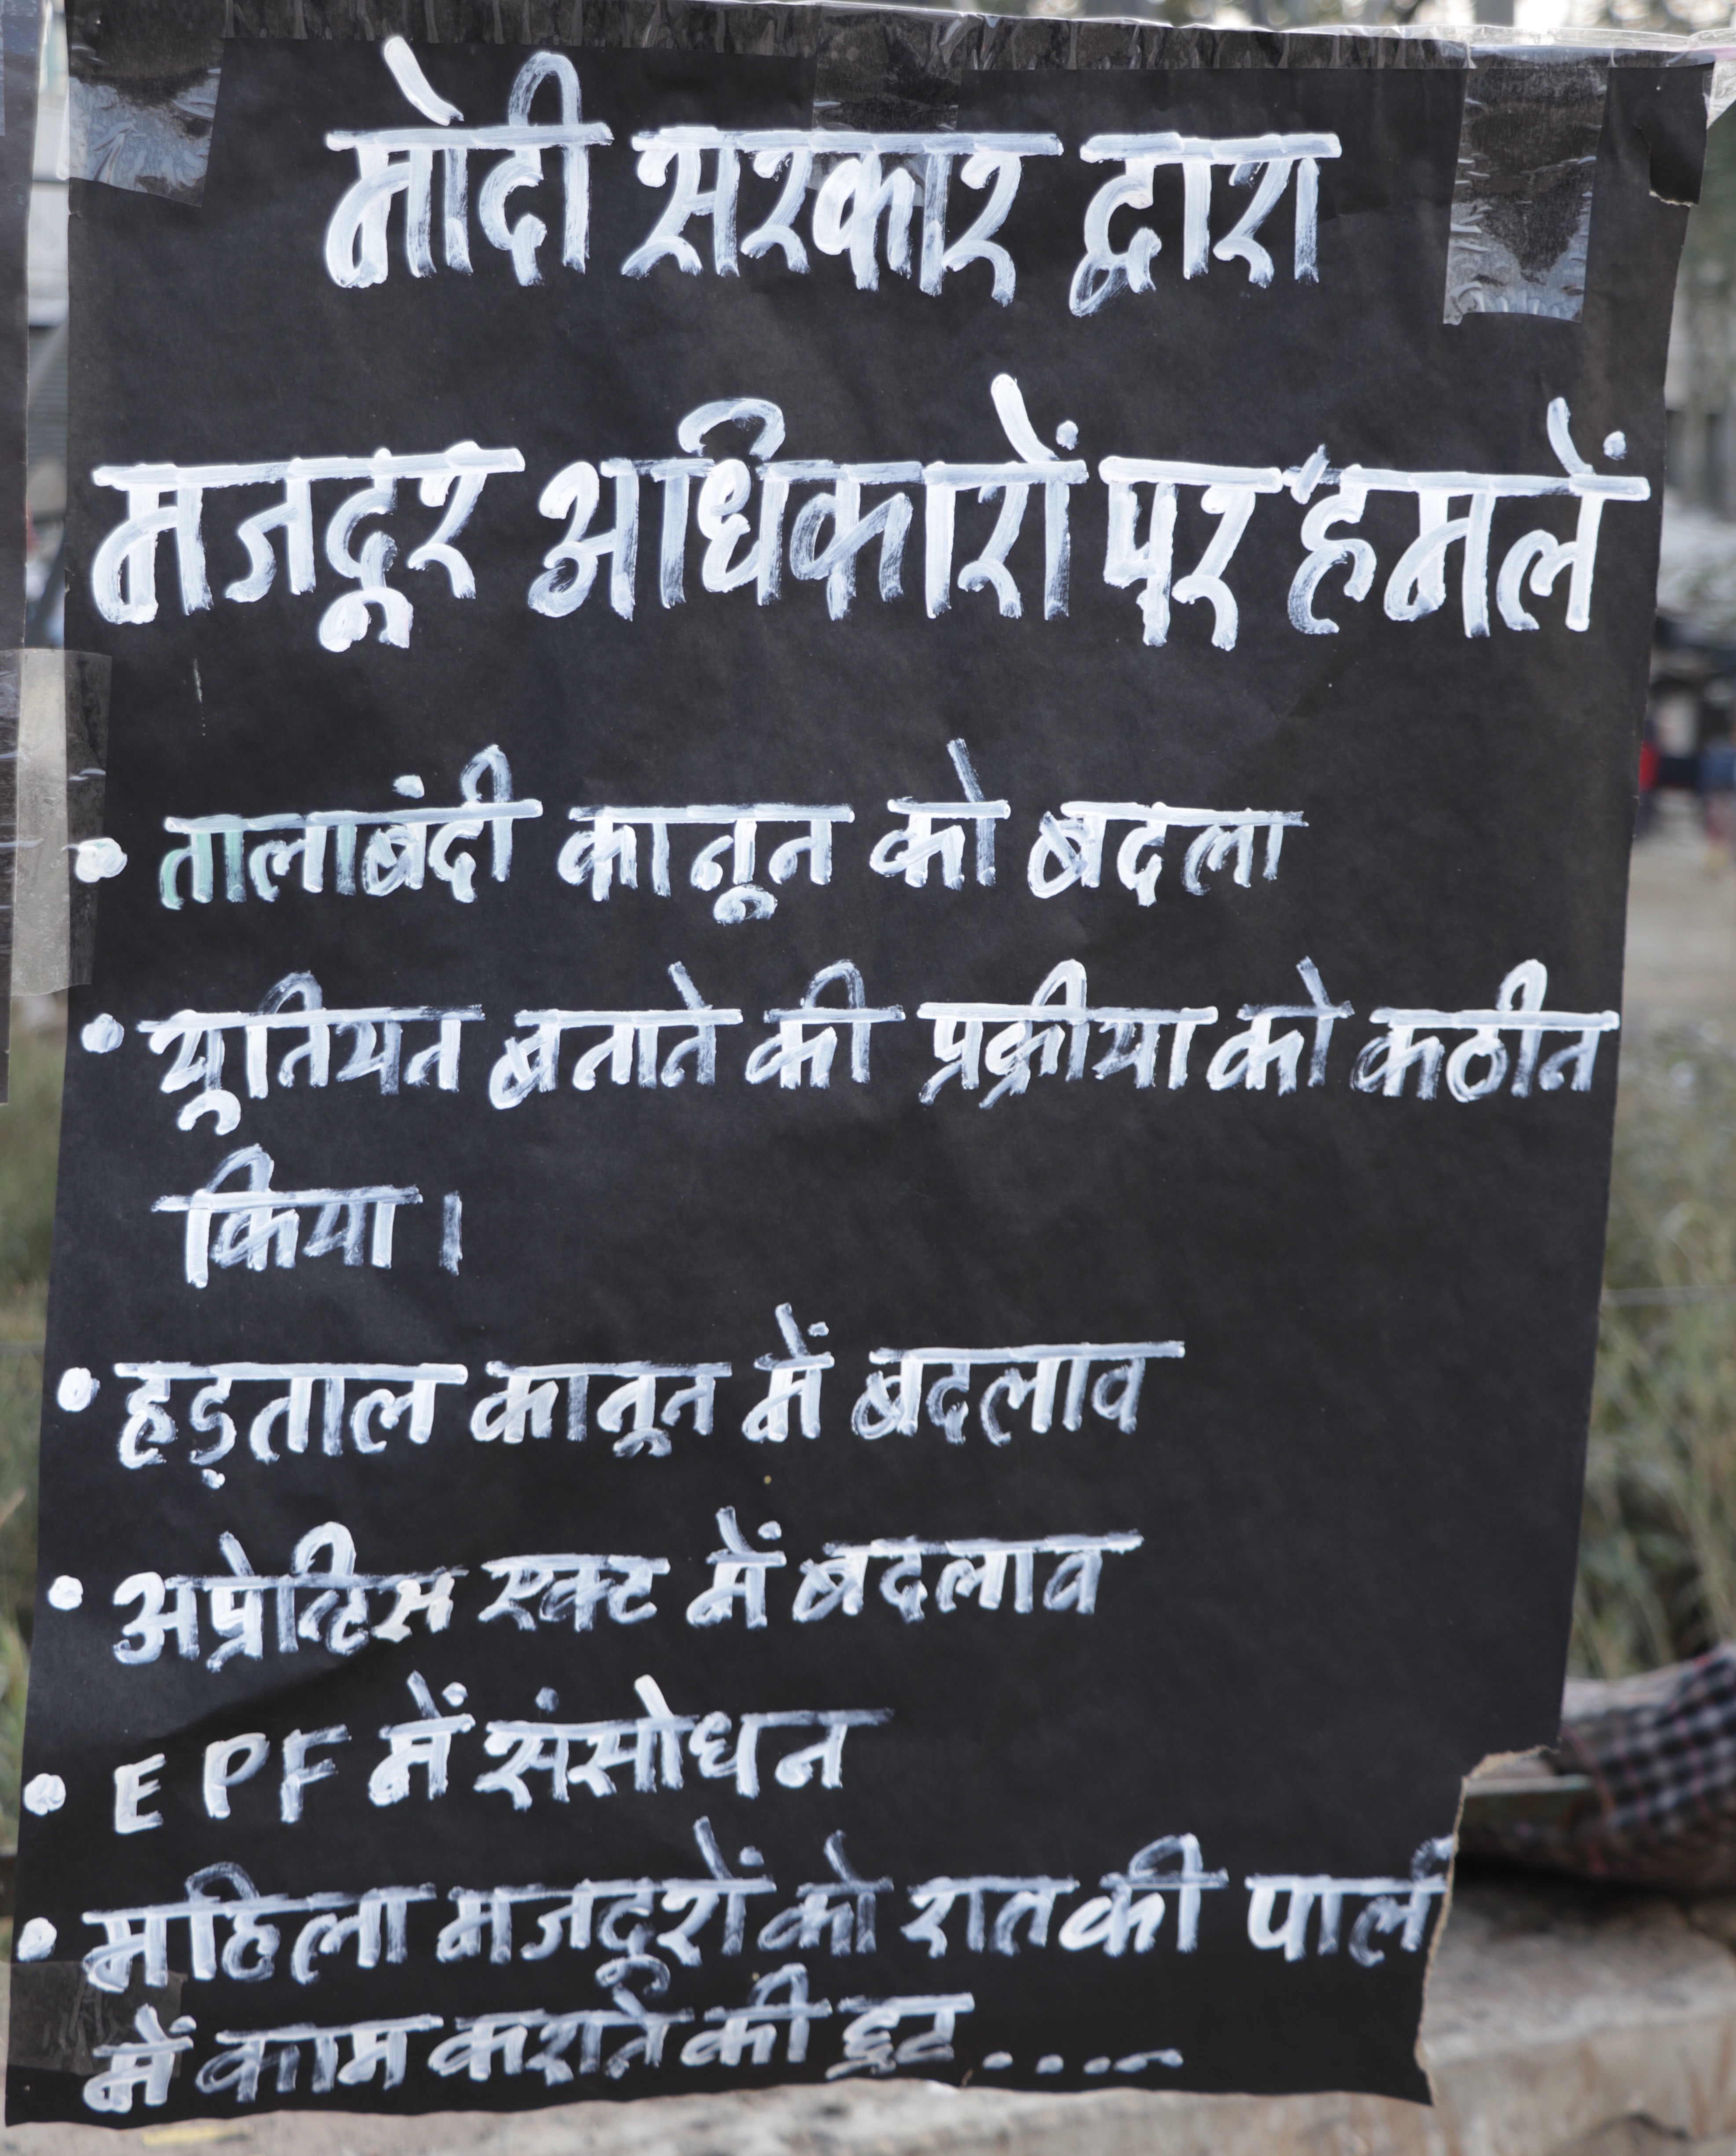 मोदी सरकार द्वारा
मजदूर अधिकारों पर हमलें
• तालाबंदी कानून को बदला
• यूनियन बनाने की प्रक्रीया को कठीन
किया।
• हड़ताल कानून में बदलाव
• अप्रेन्टिस एक्ट में बदलाव
• EPF में संसोधन
• महिला मजदूरों को रात की पाली
में काम कराने की छूट .....